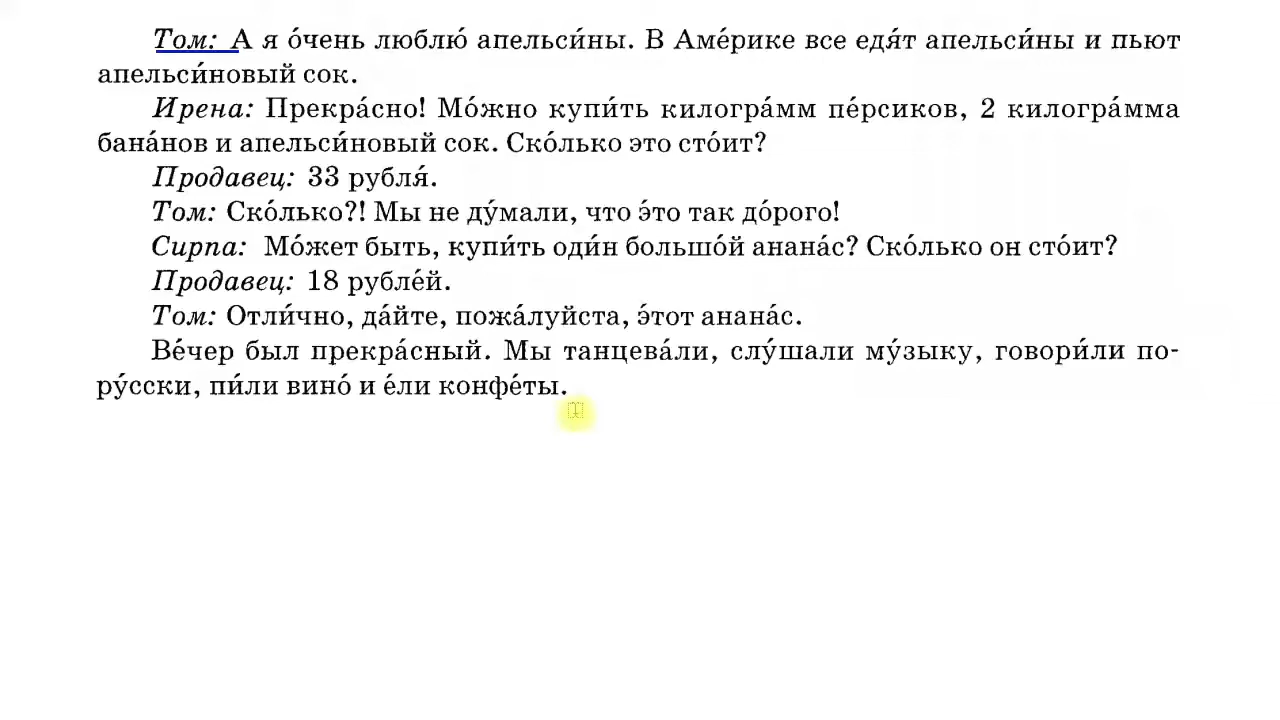 Том: А я о́чень люблю́ апельси́ны. В Аме́рике все едя́т апельси́ны и пьют
апельси́новый сок.
Ирена: Прекра́сно! Мо́жно купи́ть килогра́мм пе́рсиков, 2 килогра́мма
бана́нов и апельси́новый сок. Ско́лько это сто́ит?
Продавец: 33 рубля́.
Том: Ско́лько?! Мы не ду́мали, что э́то так до́рого!
Сирпа: Мо́жет быть, купи́ть оди́н большо́й анана́с? Ско́лько он сто́ит?
Продавец: 18 рубле́й.
Том: Отли́чно, да́йте, пожа́луйста, э́тот анана́с.
Ве́чер был прекра́сный. Мы танцева́ли, слу́шали му́зыку, говори́ли по-
ру́сски, пи́ли вино́ и е́ли конфе́ты.